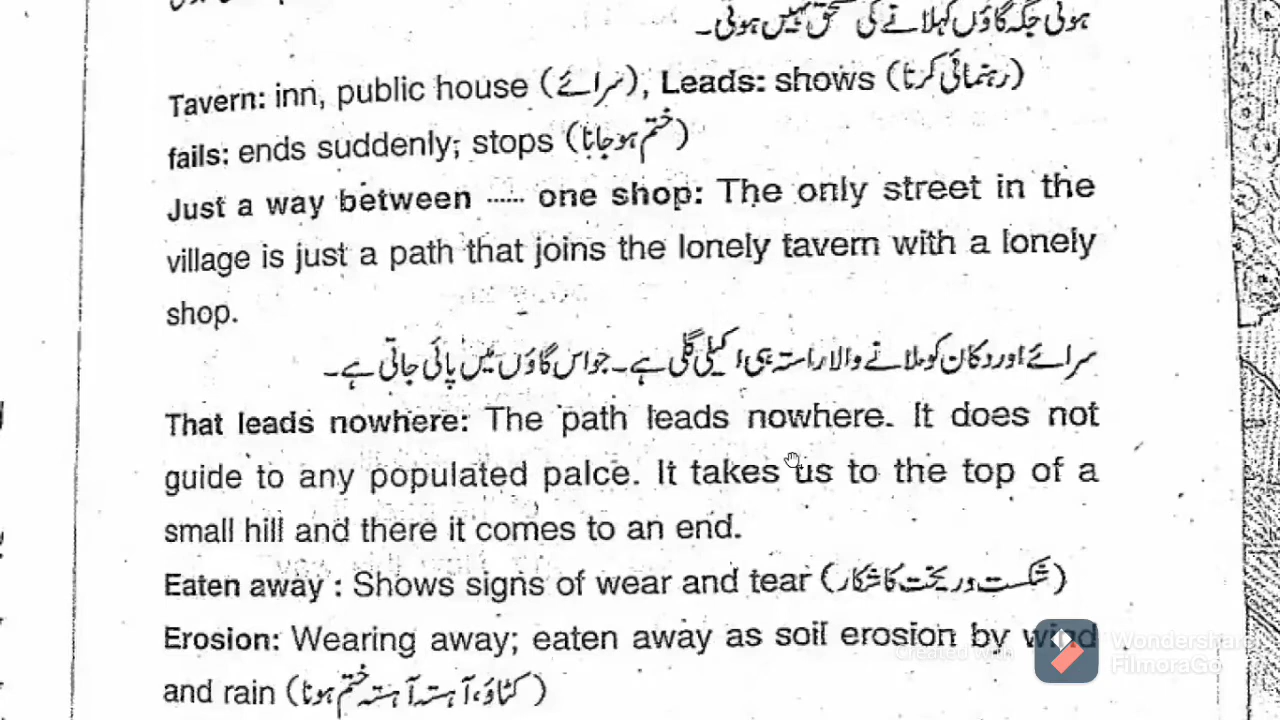 ہوئی جگہ گاؤں کہلانے کی مستحق نہیں ہوتی۔
Tavern: inn, public house (سرائے), Leads: shows (رہنمائی کرتا)
fails: ends suddenly; stops (ختم ہو جاتا)
Just a way between ...... one shop: The only street in the
village is just a path that joins the lonely tavern with a lonely
shop.
سرائے اور دکان کو ملانے والا راستہ ہی اکیلی گلی ہے۔ جو اس گاؤں میں پائی جاتی ہے۔
That leads nowhere: The path leads nowhere. It does not
guide to any populated palce. It takes us to the top of a
small hill and there it comes to an end.
Eaten away : Shows signs of wear and tear (شکست و ریخت کا شکار)
Erosion: Wearing away; eaten away as soil erosion by wind
and rain (کٹاؤ، آہستہ آہستہ ختم ہونا)
Created with Wondershare
FilmoraGo